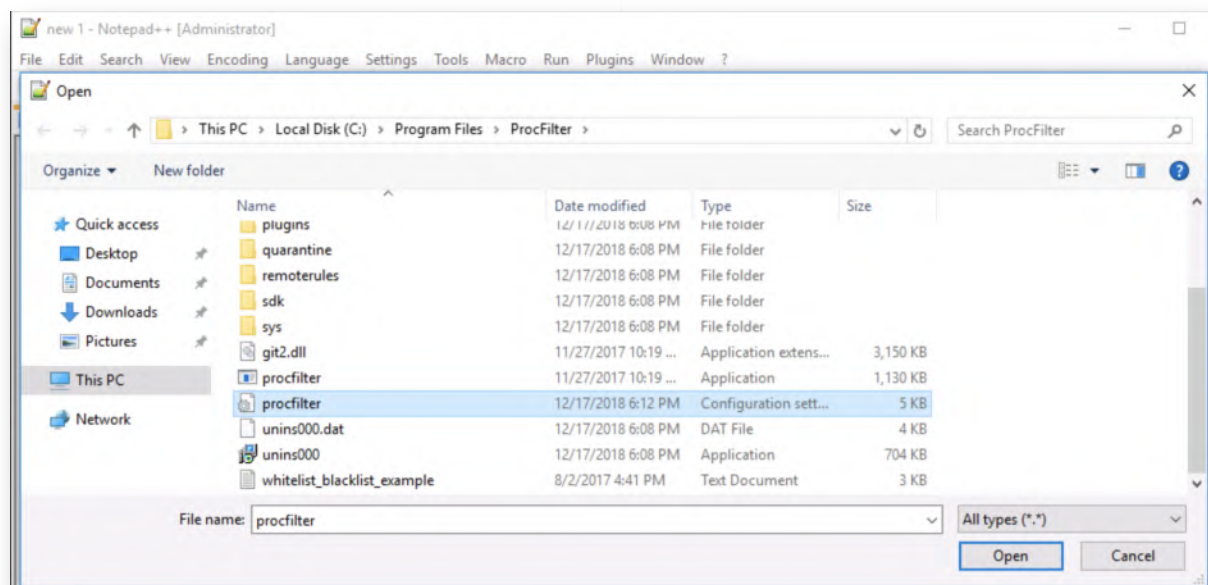 new 1 - Notepad++ [Administrator]
File Edit Search View Encoding Language Settings Tools Macro Run Plugins Window ?
Open
This PC > Local Disk (C:) > Program Files > ProcFilter >
Search ProcFilter
Organize New folder
Name Date modified Type Size
Quick access
Desktop
Documents
Downloads
Pictures
This PC
Network
plugins 12/17/2018 6:08 PM File folder
quarantine 12/17/2018 6:08 PM File folder
remoterules 12/17/2018 6:08 PM File folder
sdk 12/17/2018 6:08 PM File folder
sys 12/17/2018 6:08 PM File folder
git2.dll 11/27/2017 10:19 ... Application extens... 3,150 KB
procfilter 11/27/2017 10:19 ... Application 1,130 KB
procfilter 12/17/2018 6:12 PM Configuration sett... 5 KB
unins000.dat 12/17/2018 6:08 PM DAT File 4 KB
unins000 12/17/2018 6:08 PM Application 704 KB
whitelist_blacklist_example 8/2/2017 4:41 PM Text Document 3 KB
File name: procfilter
All types (*.*)
Open Cancel